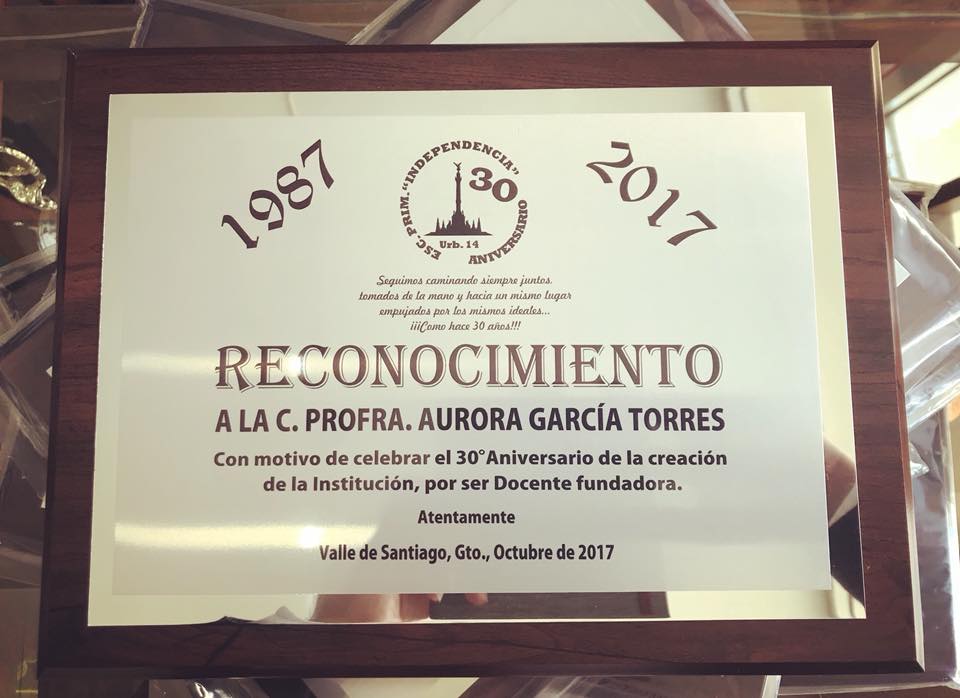 1987
ESC. PRIM. "INDEPENDENCIA"
30
ANIVERSARIO
Urb. 14
2017
Seguimos caminando siempre juntos,
tomados de la mano y hacia un mismo lugar
empujados por los mismos ideales...
¡¡¡Como hace 30 años!!!
RECONOCIMIENTO
A LA C. PROFRA. AURORA GARCÍA TORRES
Con motivo de celebrar el 30°Aniversario de la creación
de la Institución, por ser Docente fundadora.
Atentamente
Valle de Santiago, Gto., Octubre de 2017